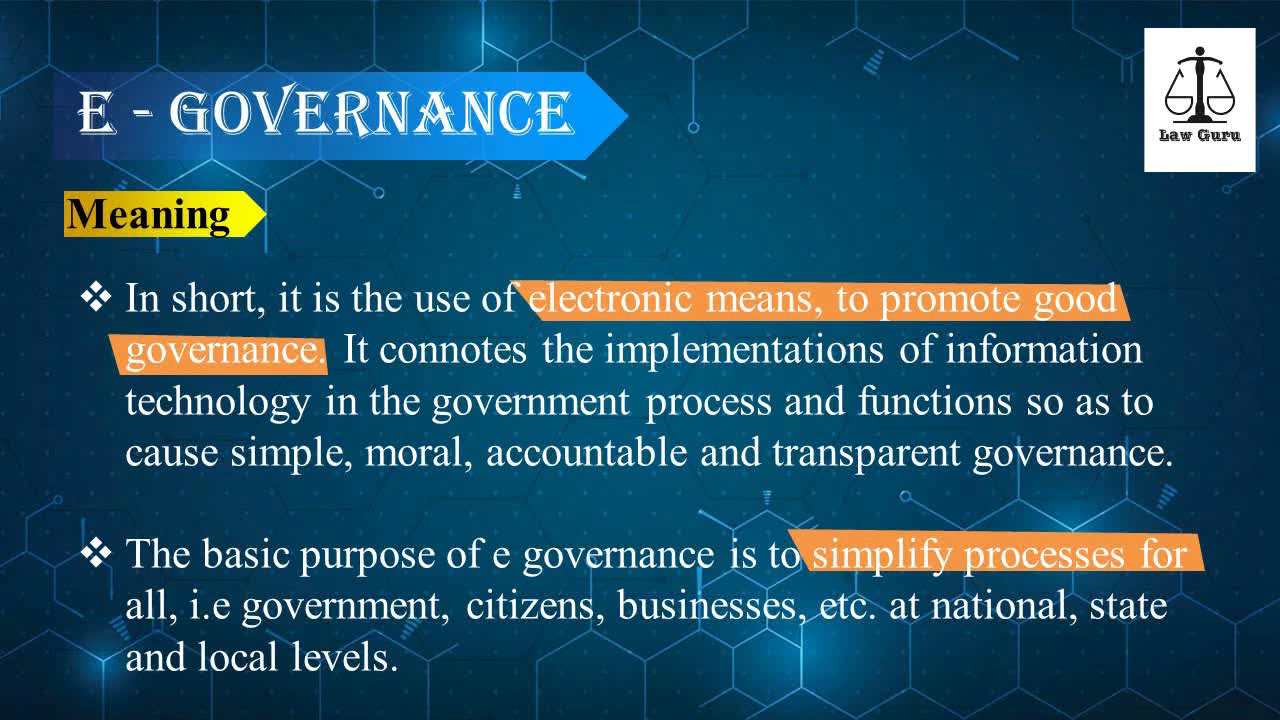 E - GOVERNANCE
Law Guru
Meaning
❖ In short, it is the use of electronic means, to promote good
governance. It connotes the implementations of information
technology in the government process and functions so as to
cause simple, moral, accountable and transparent governance.
❖ The basic purpose of e governance is to simplify processes for
all, i.e government, citizens, businesses, etc. at national, state
and local levels.